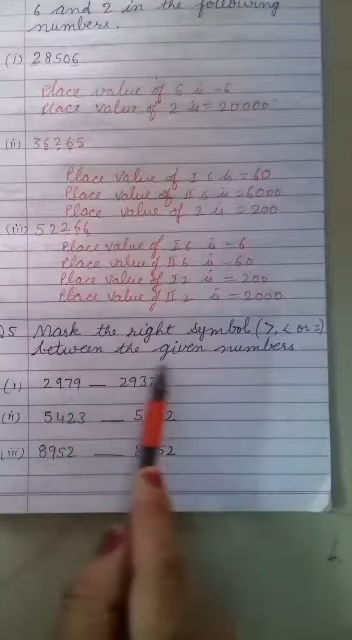 6 and 2 in the following
numbers.
(i) 28506
Place value of 6 is = 6
Place value of 2 is = 20000
(ii) 36265
Place value of I 6 is = 60
Place value of II 6 is = 6000
Place value of 2 is = 200
(iii) 52266
Place value of I 6 is = 6
Place value of II 6 is = 60
Place value of I 2 is = 200
Place value of II 2 is = 2000
Q5 Mark the right symbol (>, < or =)
between the given numbers
(i) 2979 —
(ii) 5423 —
(iii) 8952 —